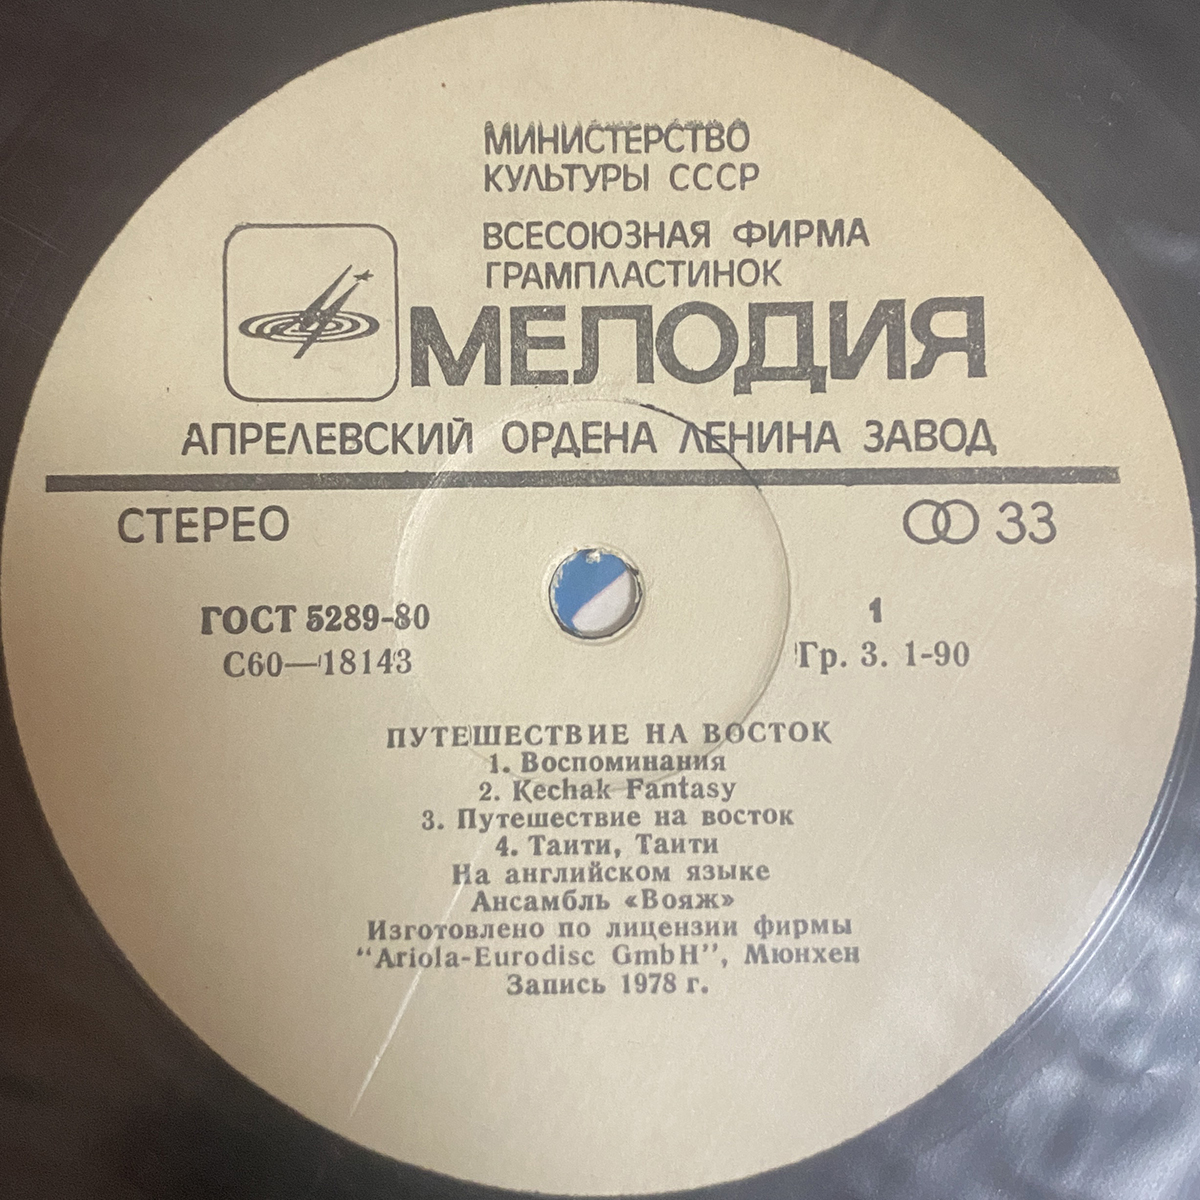 МИНИСТЕРСТВО
КУЛЬТУРЫ СССР
ВСЕСОЮЗНАЯ ФИРМА
ГРАМПЛАСТИНОК
МЕЛОДИЯ
АПРЕЛЕВСКИЙ ОРДЕНА ЛЕНИНА ЗАВОД
СТЕРЕО
33
ГОСТ 5289-80
1
С60—18143
Гр. 3. 1-90
ПУТЕШЕСТВИЕ НА ВОСТОК
1. Воспоминания
2. Kechak Fantasy
3. Путешествие на восток
4. Таити, Таити
На английском языке
Ансамбль «Вояж»
Изготовлено по лицензии фирмы
“Ariola-Eurodisc GmbH”, Мюнхен
Запись 1978 г.